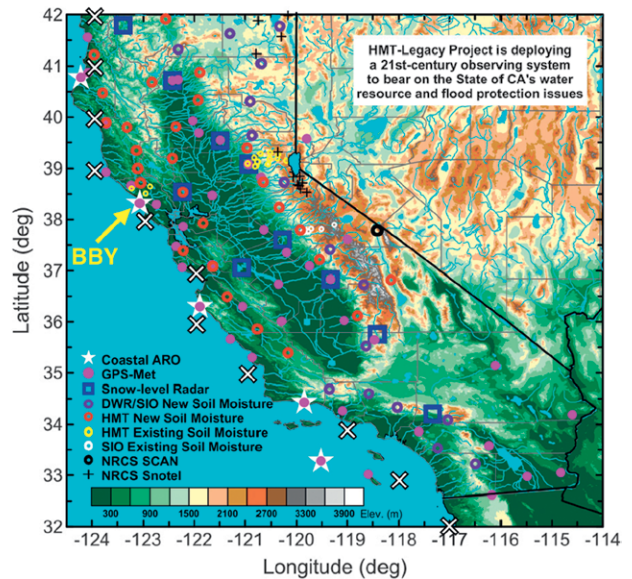 HMT-Legacy Project is deploying
a 21st-century observing system
to bear on the State of CA's water
resource and flood protection issues
42
41
40
39
38
37
36
35
34
33
32
Latitude (deg)
BBY
Coastal ARO
GPS-Met
Snow-level Radar
DWR/SIO New Soil Moisture
HMT New Soil Moisture
HMT Existing Soil Moisture
SIO Existing Soil Moisture
NRCS SCAN
NRCS Snotel
300 900 1500 2100 2700 3300 3900 Elev. (m)
-124 -123 -122 -121 -120 -119 -118 -117 -116 -115 -114
Longitude (deg)